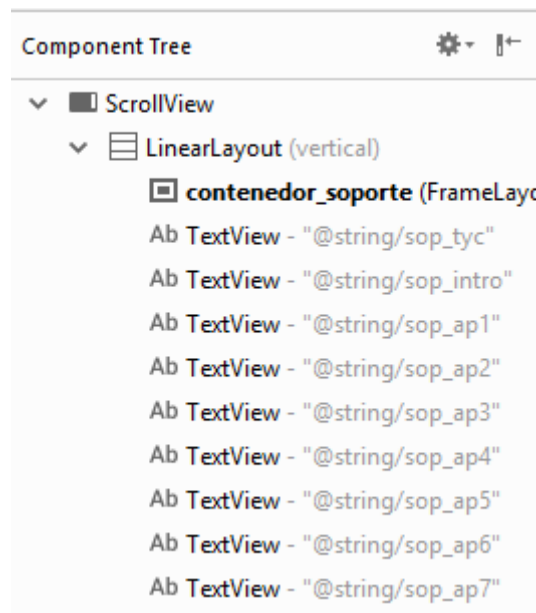 Component Tree
ScrollView
LinearLayout (vertical)
contenedor_soporte (FrameLayo
Ab TextView - "@string/sop_tyc"
Ab TextView - "@string/sop_intro"
Ab TextView - "@string/sop_ap1"
Ab TextView - "@string/sop_ap2"
Ab TextView - "@string/sop_ap3"
Ab TextView - "@string/sop_ap4"
Ab TextView - "@string/sop_ap5"
Ab TextView - "@string/sop_ap6"
Ab TextView - "@string/sop_ap7"